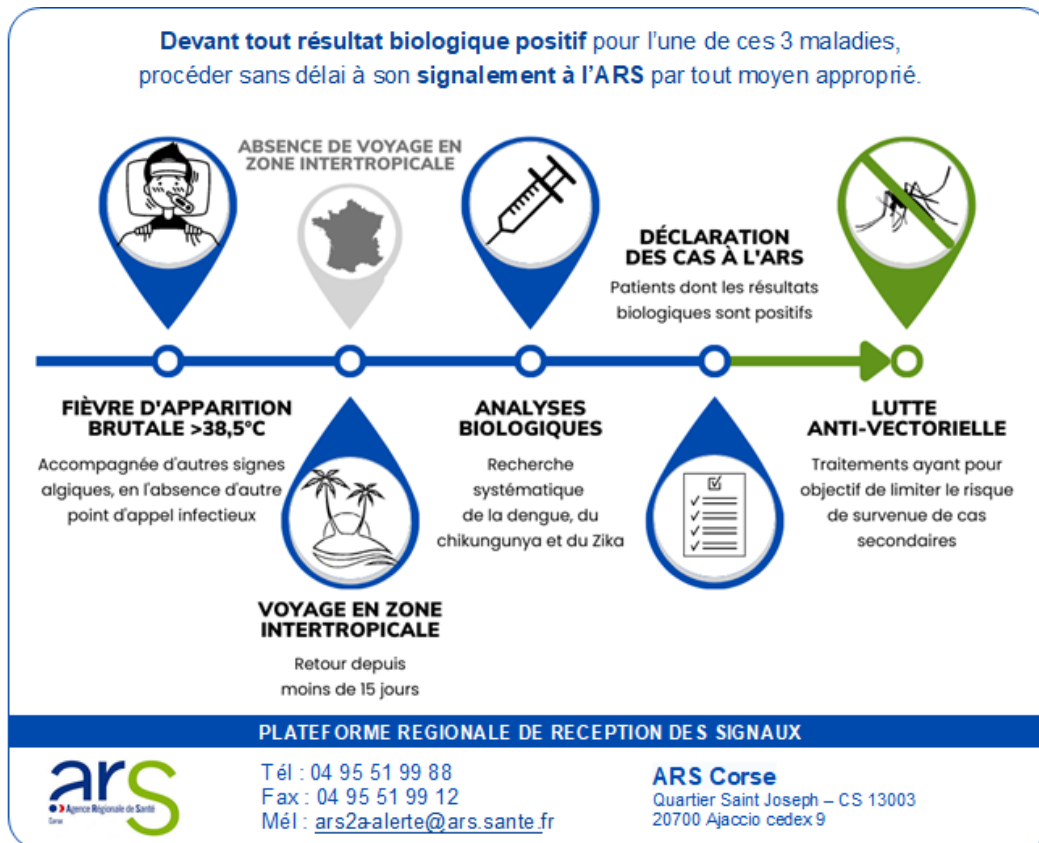 Devant tout résultat biologique positif pour l'une de ces 3 maladies,
procéder sans délai à son signalement à l'ARS par tout moyen approprié.
ABSENCE DE VOYAGE EN
ZONE INTERTROPICALE
DÉCLARATION
DES CAS À L'ARS
Patients dont les résultats
biologiques sont positifs
FIÈVRE D'APPARITION
BRUTALE >38,5°C
Accompagnée d'autres signes
algiques, en l'absence d'autre
point d'appel infectieux
VOYAGE EN ZONE
INTERTROPICALE
Retour depuis
moins de 15 jours
ANALYSES
BIOLOGIQUES
Recherche
systématique
de la dengue, du
chikungunya et du Zika
LUTTE
ANTI-VECTORIELLE
Traitements ayant pour
objectif de limiter le risque
de survenue de cas
secondaires
PLATEFORME REGIONALE DE RECEPTION DES SIGNAUX
ars
Agence Régionale de Santé
Corse
Tél : 04 95 51 99 88
Fax : 04 95 51 99 12
Mél : ars2a-alerte@ars.sante.fr
ARS Corse
Quartier Saint Joseph – CS 13003
20700 Ajaccio cedex 9